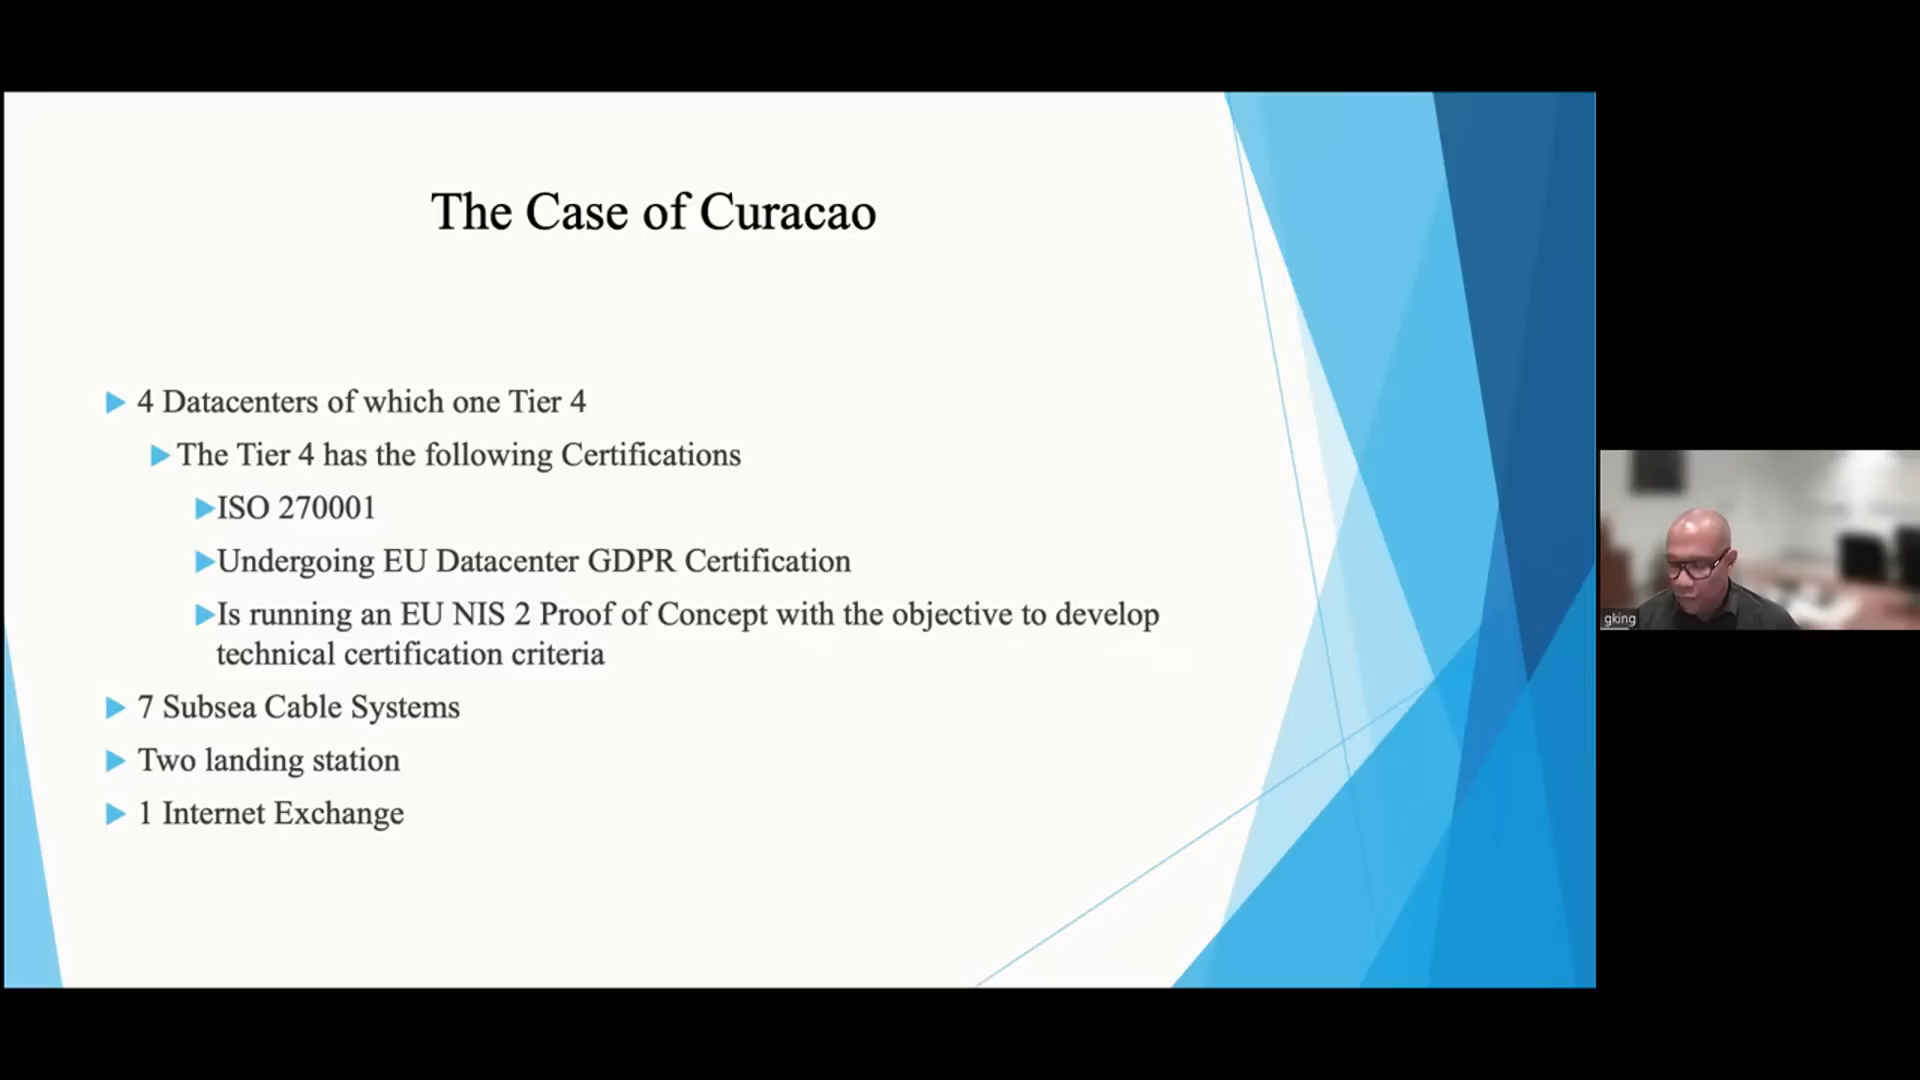 The Case of Curacao
4 Datacenters of which one Tier 4
The Tier 4 has the following Certifications
ISO 270001
Undergoing EU Datacenter GDPR Certification
Is running an EU NIS 2 Proof of Concept with the objective to develop
technical certification criteria
7 Subsea Cable Systems
Two landing station
1 Internet Exchange
gking